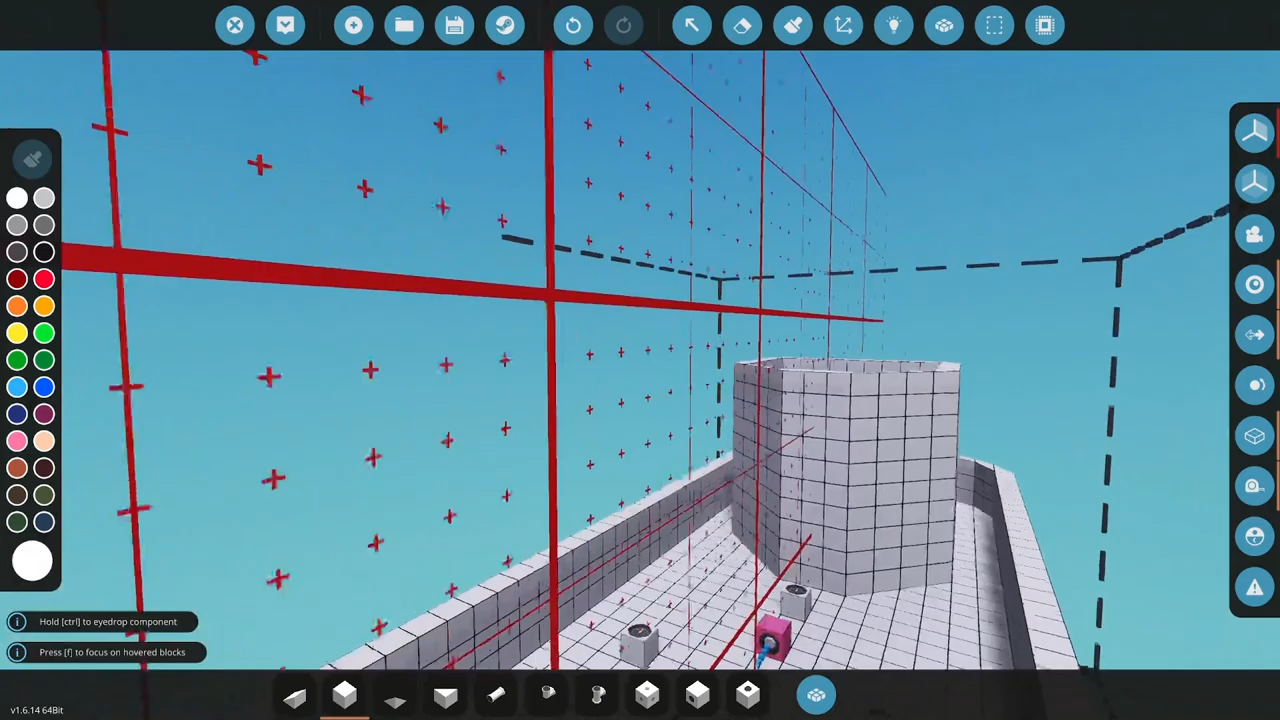 Hold [ctrl] to eyedrop component
Press [f] to focus on hovered blocks
v1.6.14 64Bit